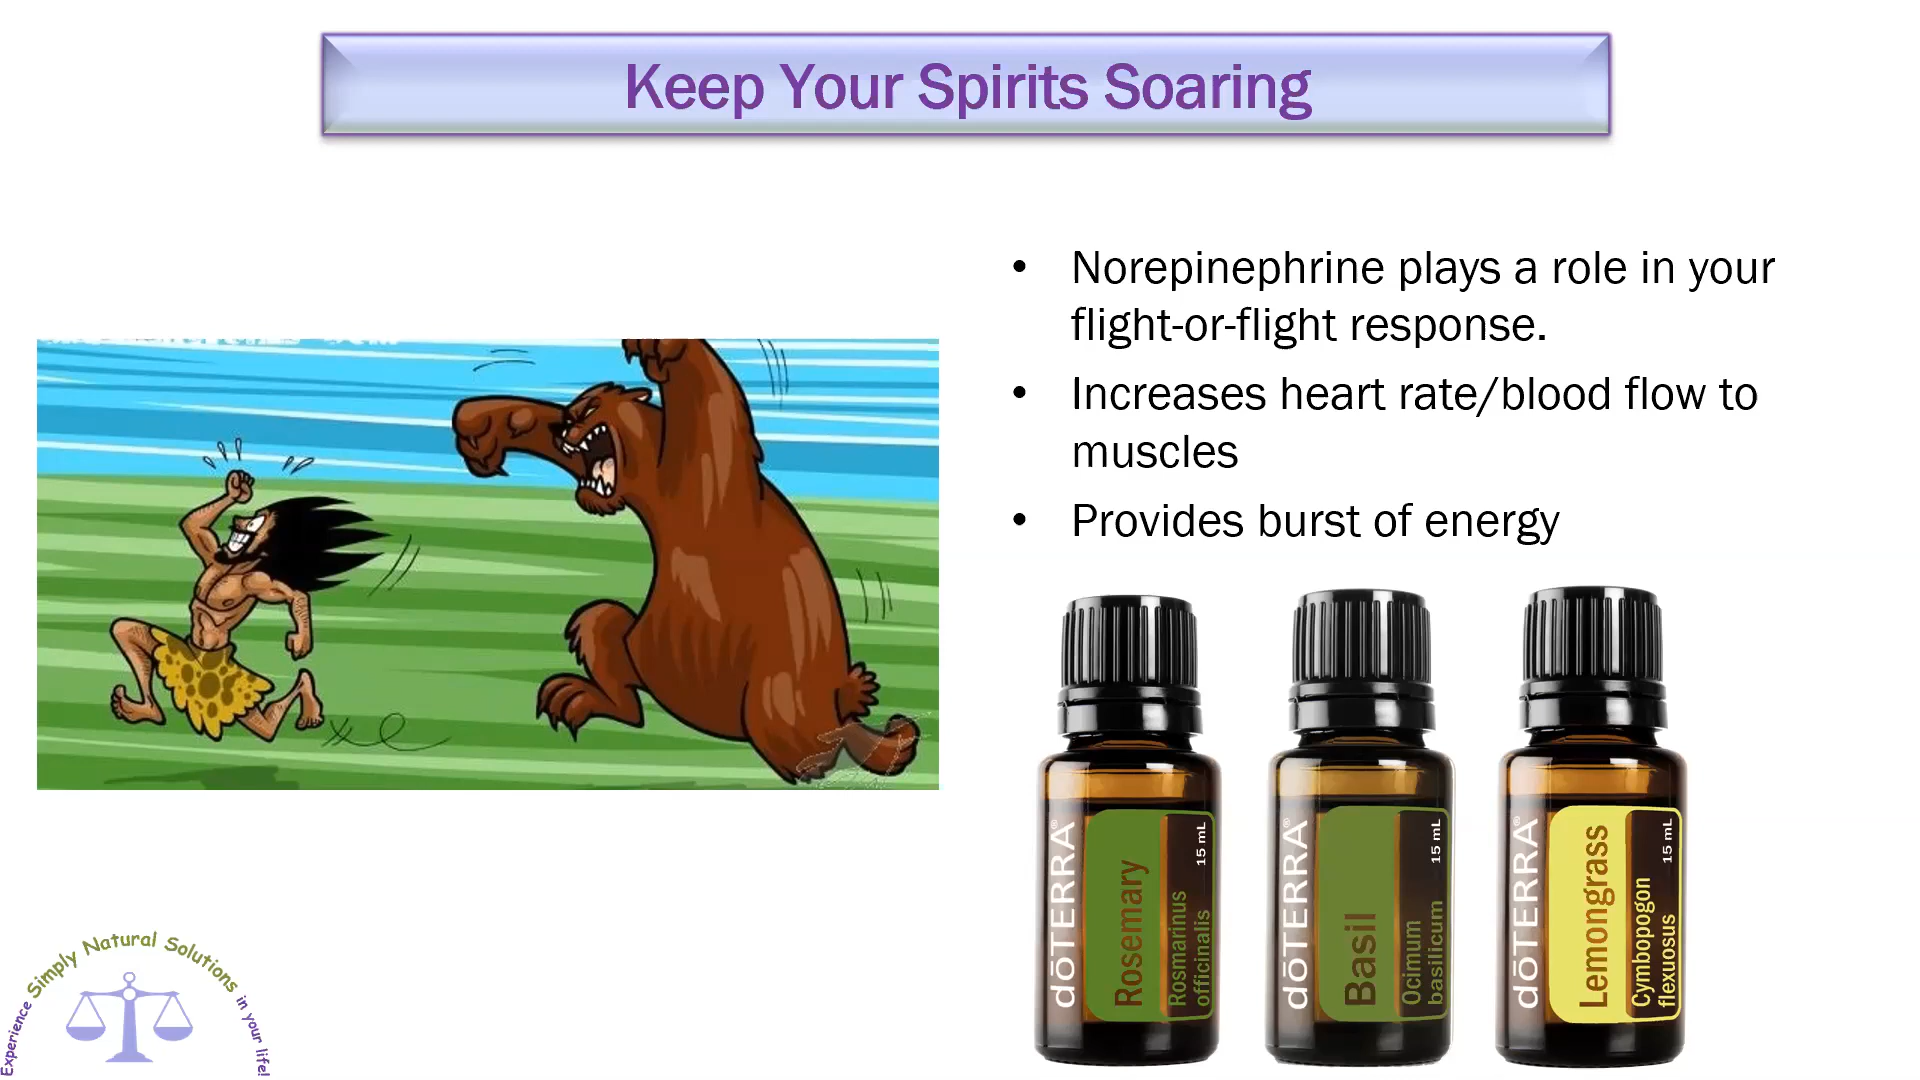 Keep Your Spirits Soaring
• Norepinephrine plays a role in your
flight-or-flight response.
• Increases heart rate/blood flow to
muscles
• Provides burst of energy
dōTERRA®
Rosemary
Rosmarinus
officinalis
15 mL
dōTERRA®
Basil
Ocimum
basilicum
15 mL
dōTERRA®
Lemongrass
Cymbopogon
flexuosus
15 mL
Experience Simply Natural Solutions in your life!